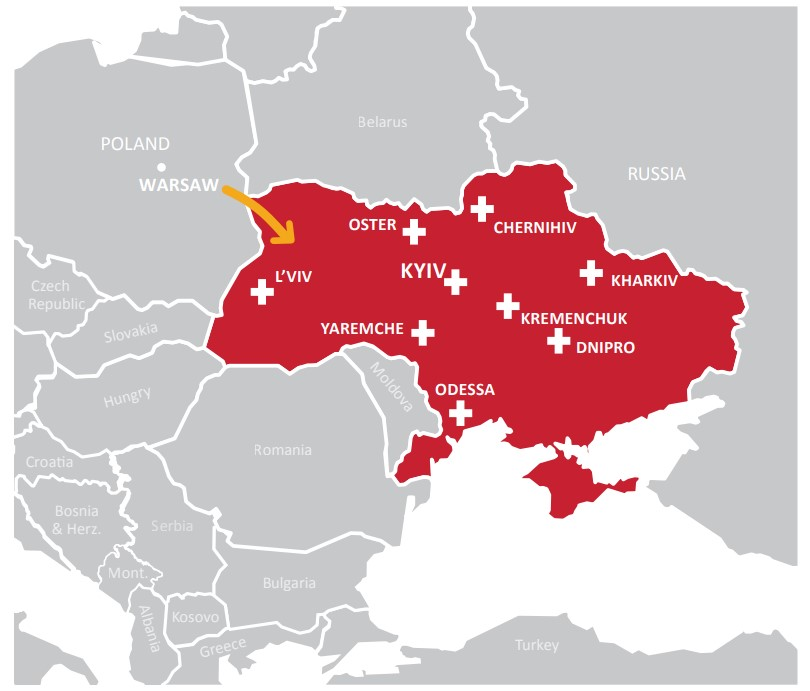 Belarus
POLAND
RUSSIA
WARSAW
OSTER
CHERNIHIV
KYIV
L'VIV
KHARKIV
Czech
Republic
KREMENCHUK
YAREMCHE
Slovakia
DNIPRO
Moldova
ODESSA
Hungry
Romania
Croatia
Bosnia
& Herz.
Serbia
Mont.
Bulgaria
Kosovo
Albania
Greece
Turkey